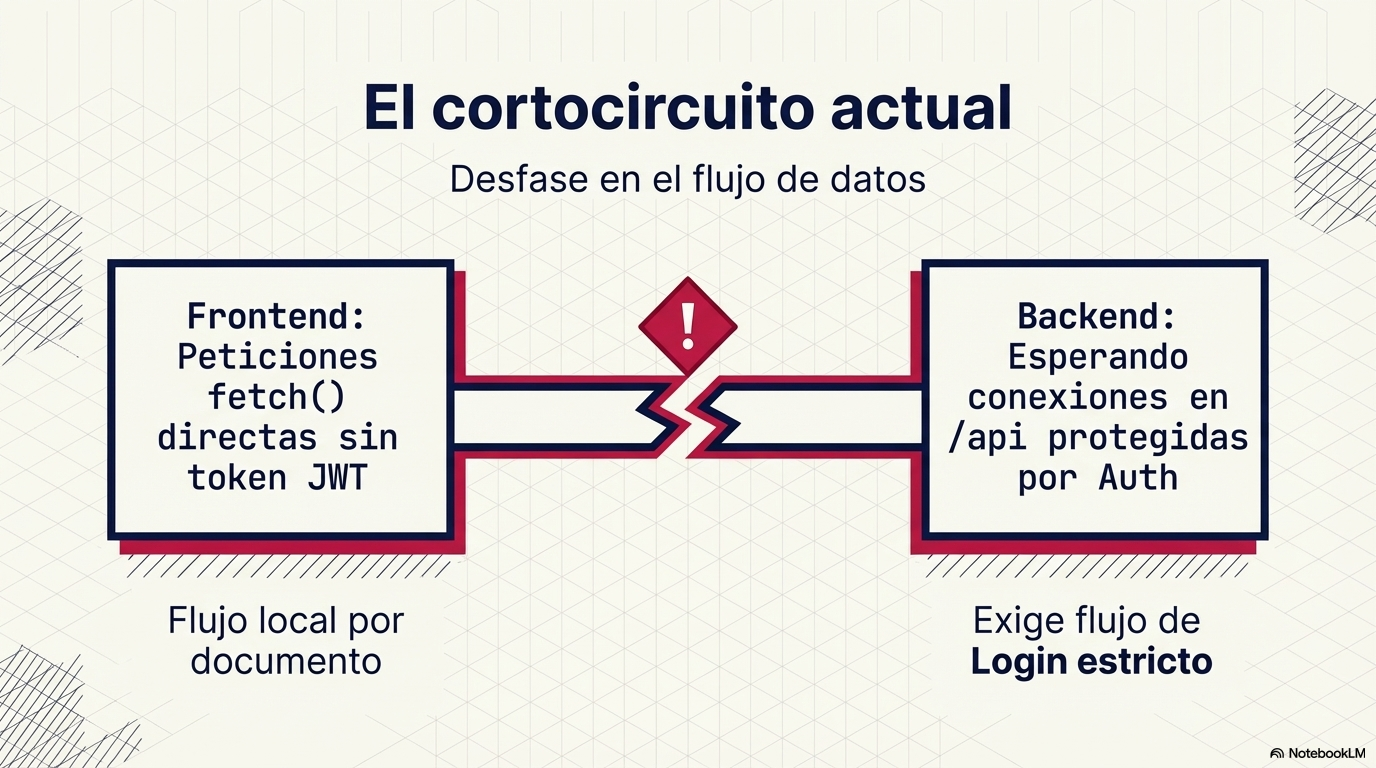 El cortocircuito actual
Desfase en el flujo de datos
!
Frontend:
Peticiones
fetch()
directas sin
token JWT
Backend:
Esperando
conexiones en
/api protegidas
por Auth
Flujo local por
documento
Exige flujo de
Login estricto
NotebookLM